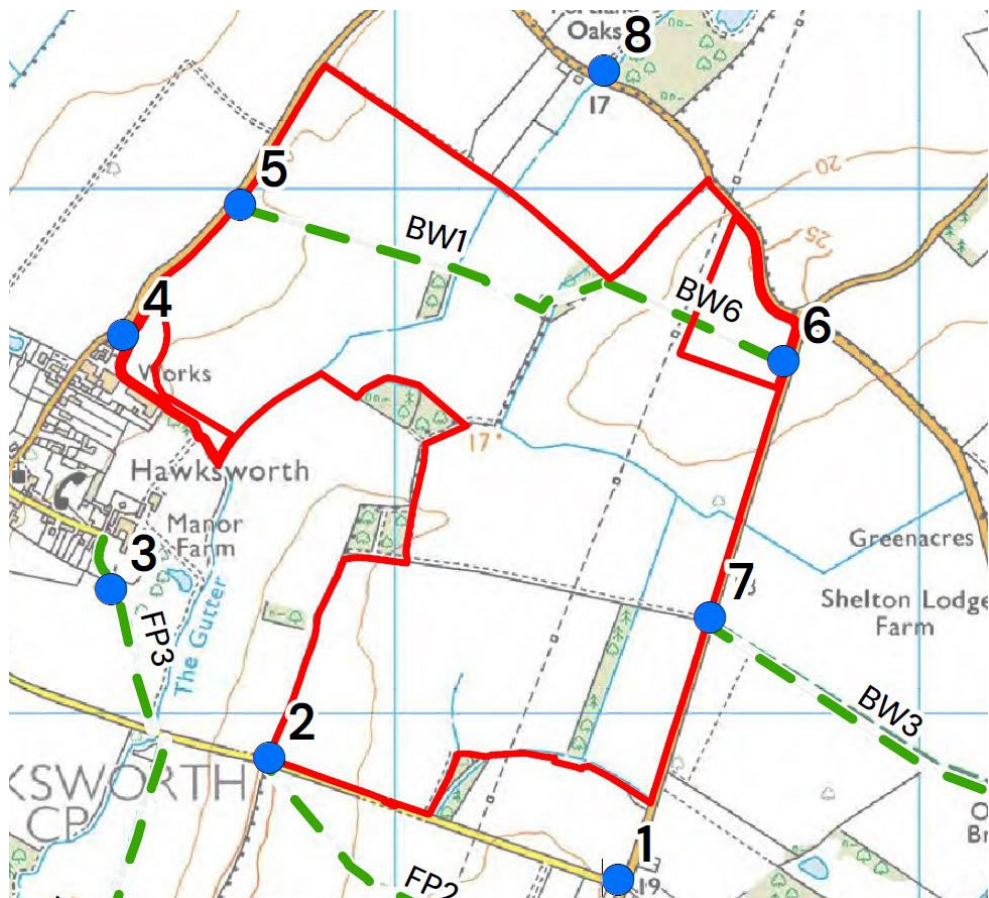 Oaks
8
17
5
20
BW1
25
BW6
4
6
Works
17
Hawksworth
Manor
Farm
3
Greenacres
7
Shelton Lodge
Farm
FP3
The Gutter
BW3
2
KSWORTH
CP
1
19
FP2